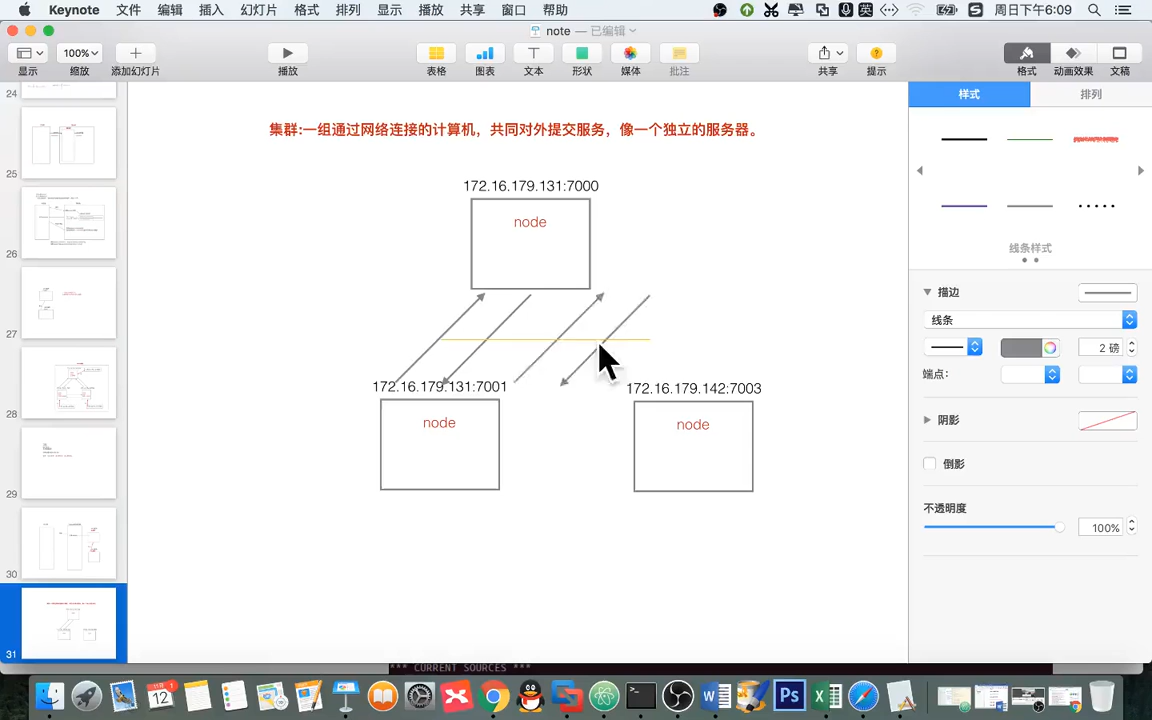 Keynote 文件 编辑 插入 幻灯片 格式 排列 显示 播放 共享 窗口 帮助 英 周日下午6:09
note — 已编辑
100%
显示 缩放 添加幻灯片 播放 表格 图表 文本 形状 媒体 批注 共享 提示 格式 动画效果 文稿
样式 排列
24
25
26
27
28
29
30
31
集群:一组通过网络连接的计算机，共同对外提交服务，像一个独立的服务器。
172.16.179.131:7000
node
172.16.179.131:7001
node
172.16.179.142:7003
node
线条样式
描边
线条
2 磅
端点:
阴影
倒影
不透明度
100%
*** CURRENT SOURCES ***
12
Ps